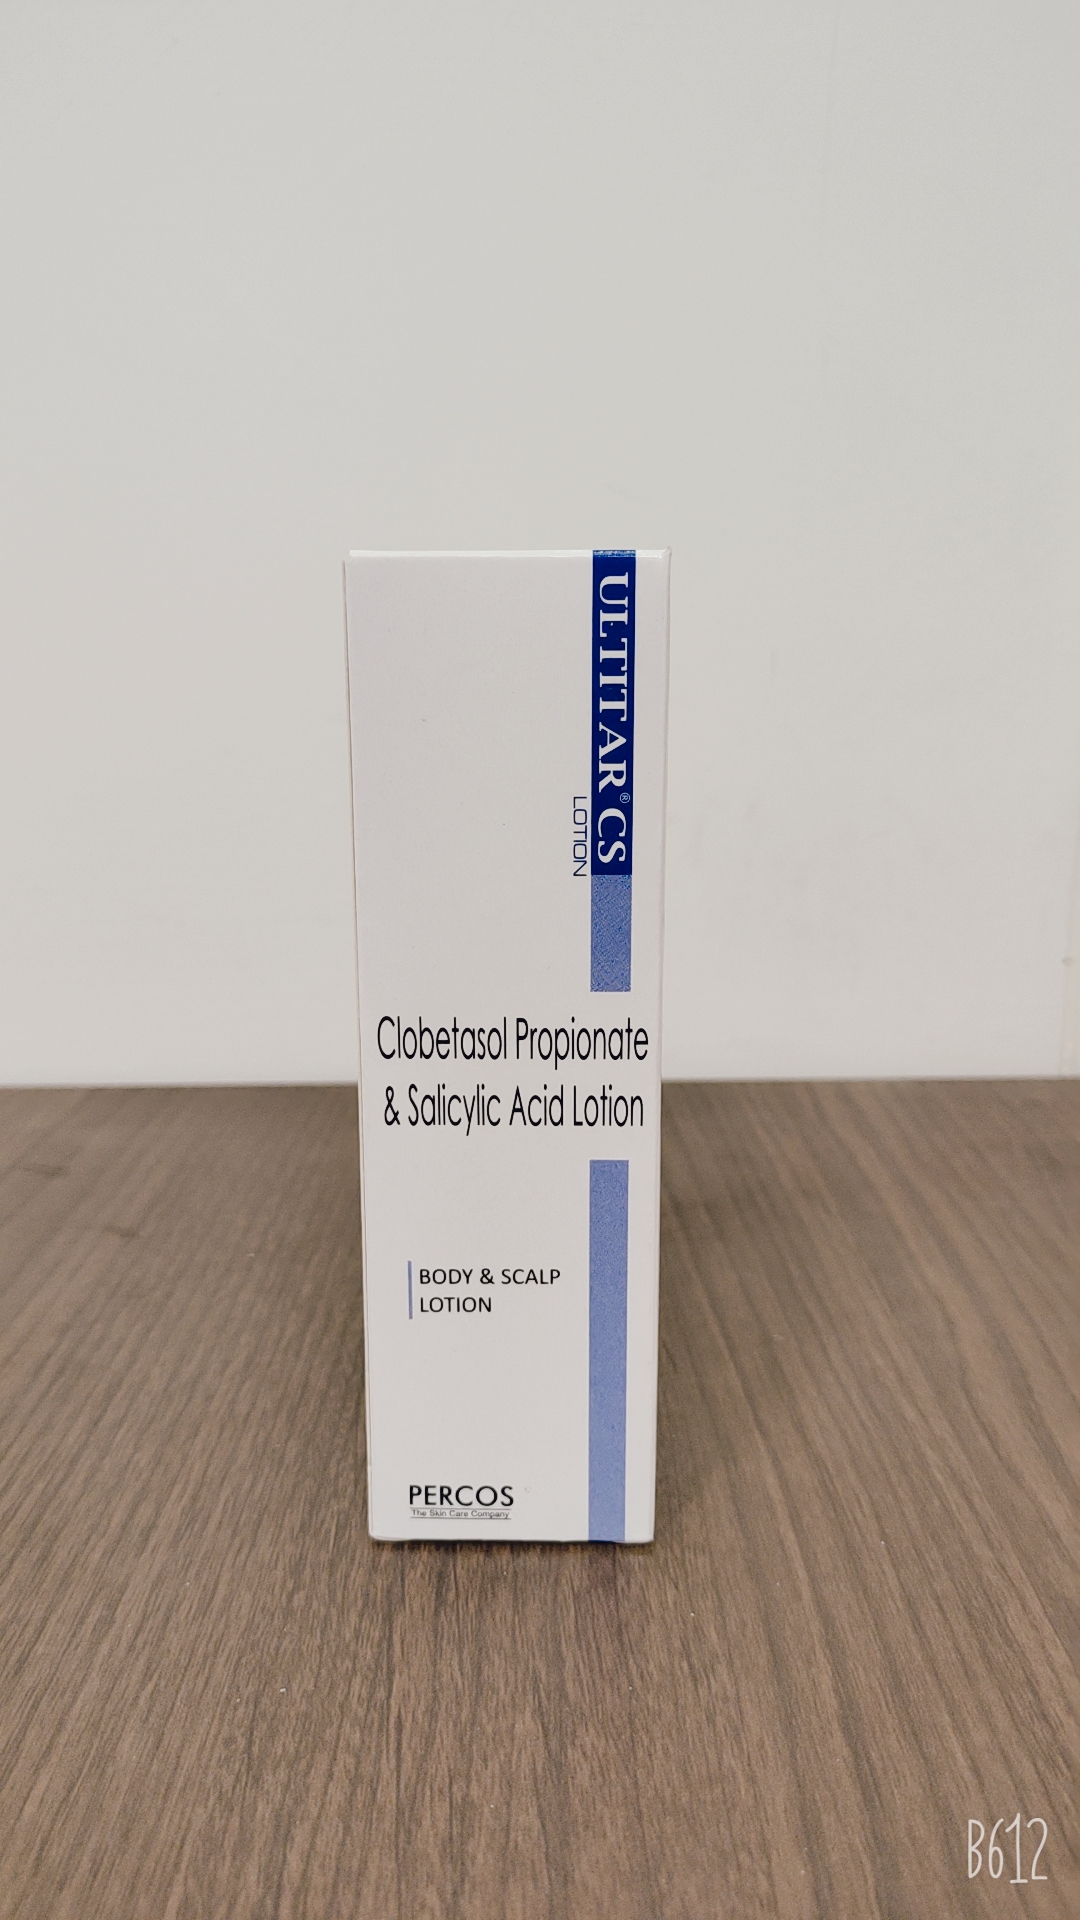 ULTITAR® CS
LOTION
Clobetasol Propionate
& Salicylic Acid Lotion
BODY & SCALP
LOTION
PERCOS
The Skin Care Company
B612